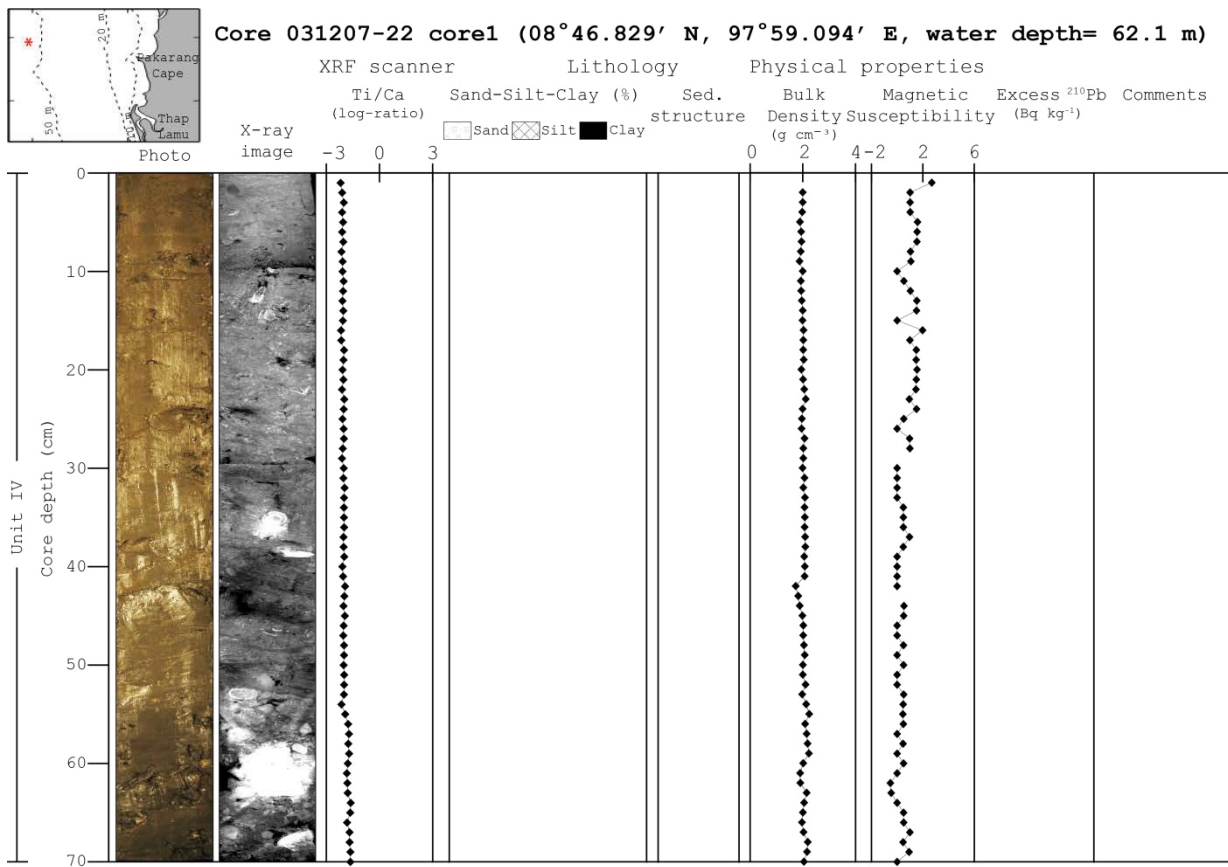 Core 031207-22 core1 (08°46.829′ N, 97°59.094′ E, water depth= 62.1 m)
20 m
50 m
10 m
Pakarang
Cape
Thap
Lamu
XRF scanner Lithology Physical properties
Photo
X-ray
image
Ti/Ca
(log-ratio)
Sand-Silt-Clay (%)
Sand Silt Clay
Sed.
structure
Bulk
Density
(g cm⁻³)
Magnetic
Susceptibility
Excess ²¹⁰Pb
(Bq kg⁻¹)
Comments
−3 0 3
0 2 4
−2 2 6
0
10
20
30
40
50
60
70
Core depth (cm)
Unit IV